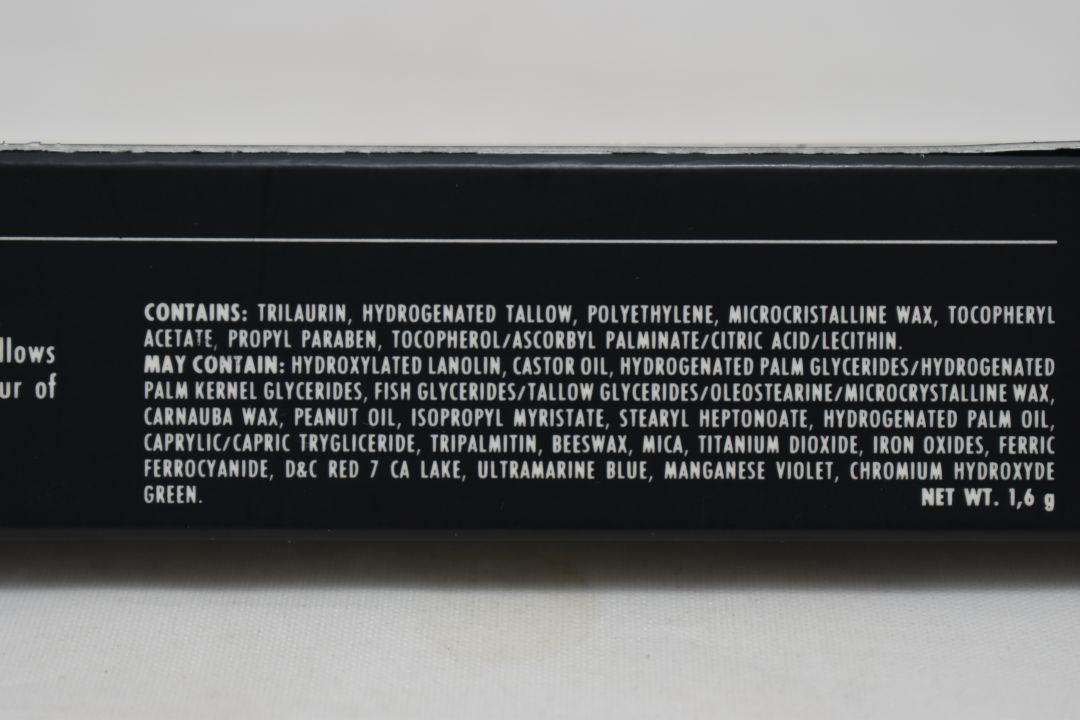 CONTAINS: TRILAURIN, HYDROGENATED TALLOW, POLYETHYLENE, MICROCRISTALLINE WAX, TOCOPHERYL
ACETATE, PROPYL PARABEN, TOCOPHEROL/ASCORBYL PALMINATE/CITRIC ACID/LECITHIN.
llows
MAY CONTAIN: HYDROXYLATED LANOLIN, CASTOR OIL, HYDROGENATED PALM GLYCERIDES/HYDROGENATED
ur of
PALM KERNEL GLYCERIDES, FISH GLYCERIDES/TALLOW GLYCERIDES/OLEOSTEARINE/MICROCRYSTALLINE WAX,
CARNAUBA WAX, PEANUT OIL, ISOPROPYL MYRISTATE, STEARYL HEPTONOATE, HYDROGENATED PALM OIL,
CAPRYLIC/CAPRIC TRYGLICERIDE, TRIPALMITIN, BEESWAX, MICA, TITANIUM DIOXIDE, IRON OXIDES, FERRIC
FERROCYANIDE, D&C RED 7 CA LAKE, ULTRAMARINE BLUE, MANGANESE VIOLET, CHROMIUM HYDROXYDE
GREEN.
NET WT. 1,6 g